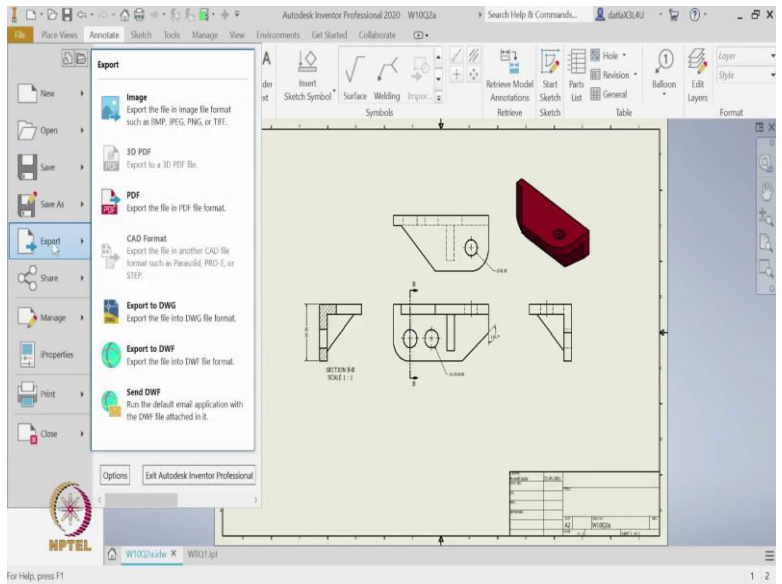 Autodesk Inventor Professional 2020 W10Q2a
Search Help & Commands...
datlaX3L4U
File Place Views Annotate Sketch Tools Manage View Environments Get Started Collaborate
Export
New
Open
Save
Save As
Export
Share
Manage
iProperties
Print
Close
Image
Export the file in image file format
such as BMP, JPEG, PNG, or TIFF.
3D PDF
Export to a 3D PDF file.
PDF
Export the file in PDF file format.
CAD Format
Export the file in another CAD file
format such as Parasolid, PRO-E, or
STEP.
Export to DWG
Export the file into DWG file format.
Export to DWF
Export the file into DWF file format.
Send DWF
Run the default email application with
the DWF file attached in it.
Options
Exit Autodesk Inventor Professional
Insert
Sketch Symbol
Surface Welding Impor...
Symbols
Retrieve Model
Annotations
Retrieve
Start
Sketch
Sketch
Parts
List
Hole
Revision
General
Table
Balloon
Edit
Layers
Layer
Style
Format
B
B
SECTION B-B
SCALE 1 : 1
A2
W10Q2a
NPTEL
W10Q2a.idw X W8Q1.ipt
For Help, press F1
1 2